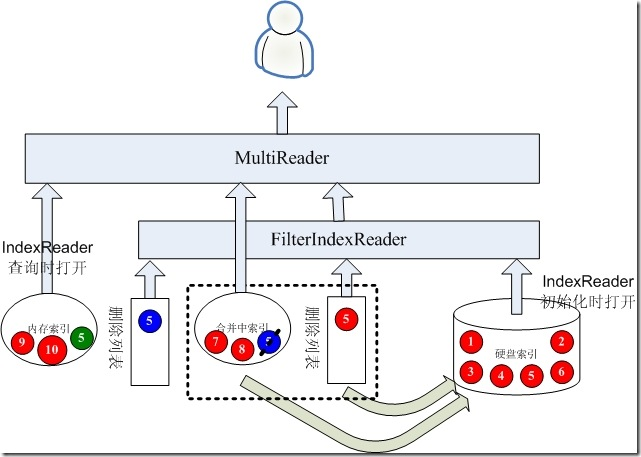 MultiReader
FilterIndexReader
IndexReader
查询时打开
IndexReader
初始化时打开
内存索引
9
10
5
删除列表
5
合并中索引
7
8
5
删除列表
5
硬盘索引
1
2
3
4
5
6